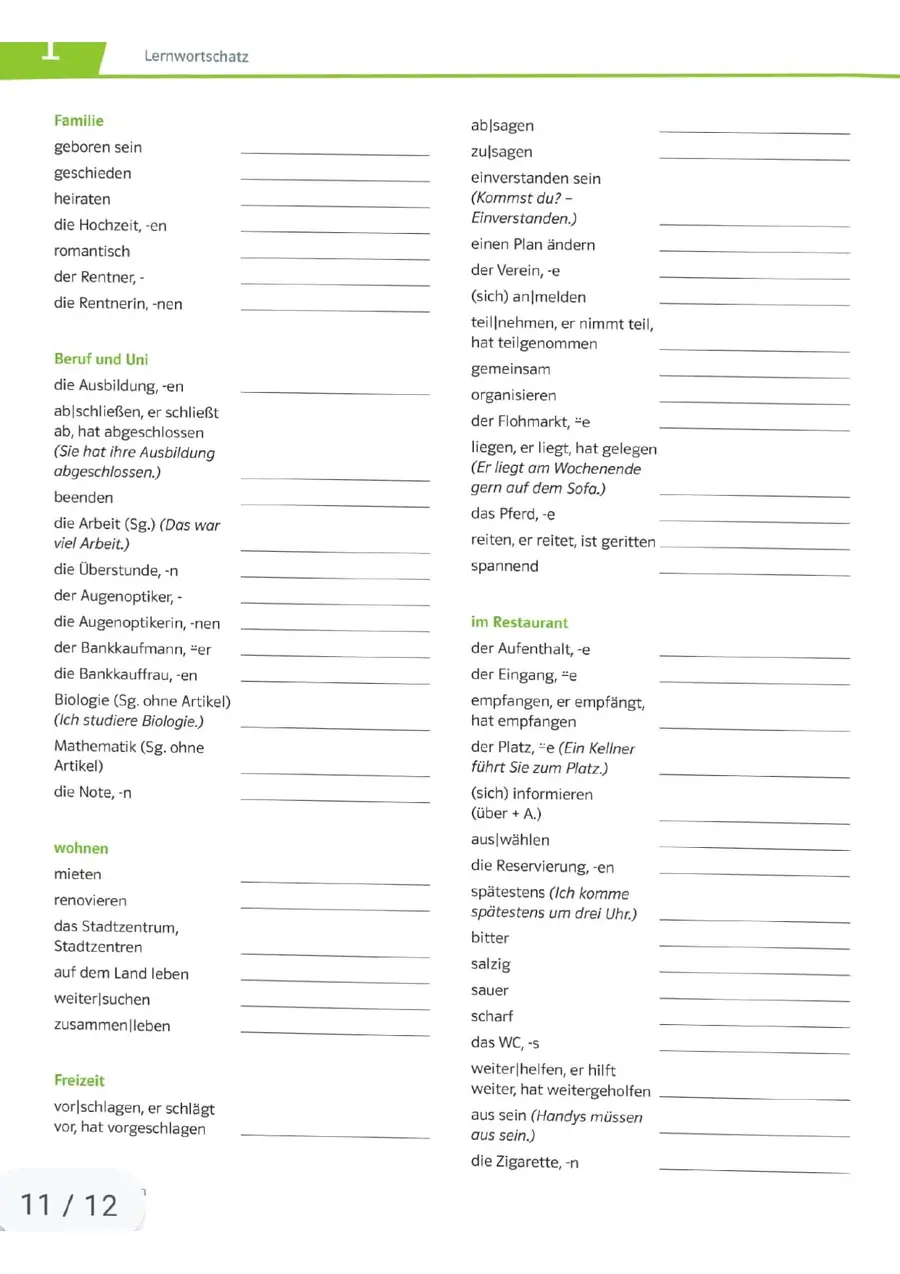 1
Lernwortschatz
Familie
geboren sein
geschieden
heiraten
die Hochzeit, -en
romantisch
der Rentner, -
die Rentnerin, -nen
Beruf und Uni
die Ausbildung, -en
ab|schließen, er schließt
ab, hat abgeschlossen
(Sie hat ihre Ausbildung
abgeschlossen.)
beenden
die Arbeit (Sg.) (Das war
viel Arbeit.)
die Überstunde, -n
der Augenoptiker, -
die Augenoptikerin, -nen
der Bankkaufmann, ⸚er
die Bankkauffrau, -en
Biologie (Sg. ohne Artikel)
(Ich studiere Biologie.)
Mathematik (Sg. ohne
Artikel)
die Note, -n
wohnen
mieten
renovieren
das Stadtzentrum,
Stadtzentren
auf dem Land leben
weiter|suchen
zusammen|leben
Freizeit
vor|schlagen, er schlägt
vor, hat vorgeschlagen
ab|sagen
zu|sagen
einverstanden sein
(Kommst du? –
Einverstanden.)
einen Plan ändern
der Verein, -e
(sich) an|melden
teil|nehmen, er nimmt teil,
hat teilgenommen
gemeinsam
organisieren
der Flohmarkt, ⸚e
liegen, er liegt, hat gelegen
(Er liegt am Wochenende
gern auf dem Sofa.)
das Pferd, -e
reiten, er reitet, ist geritten
spannend
im Restaurant
der Aufenthalt, -e
der Eingang, ⸚e
empfangen, er empfängt,
hat empfangen
der Platz, ⸚e (Ein Kellner
führt Sie zum Platz.)
(sich) informieren
(über + A.)
aus|wählen
die Reservierung, -en
spätestens (Ich komme
spätestens um drei Uhr.)
bitter
salzig
sauer
scharf
das WC, -s
weiter|helfen, er hilft
weiter, hat weitergeholfen
aus sein (Handys müssen
aus sein.)
die Zigarette, -n
11 / 12